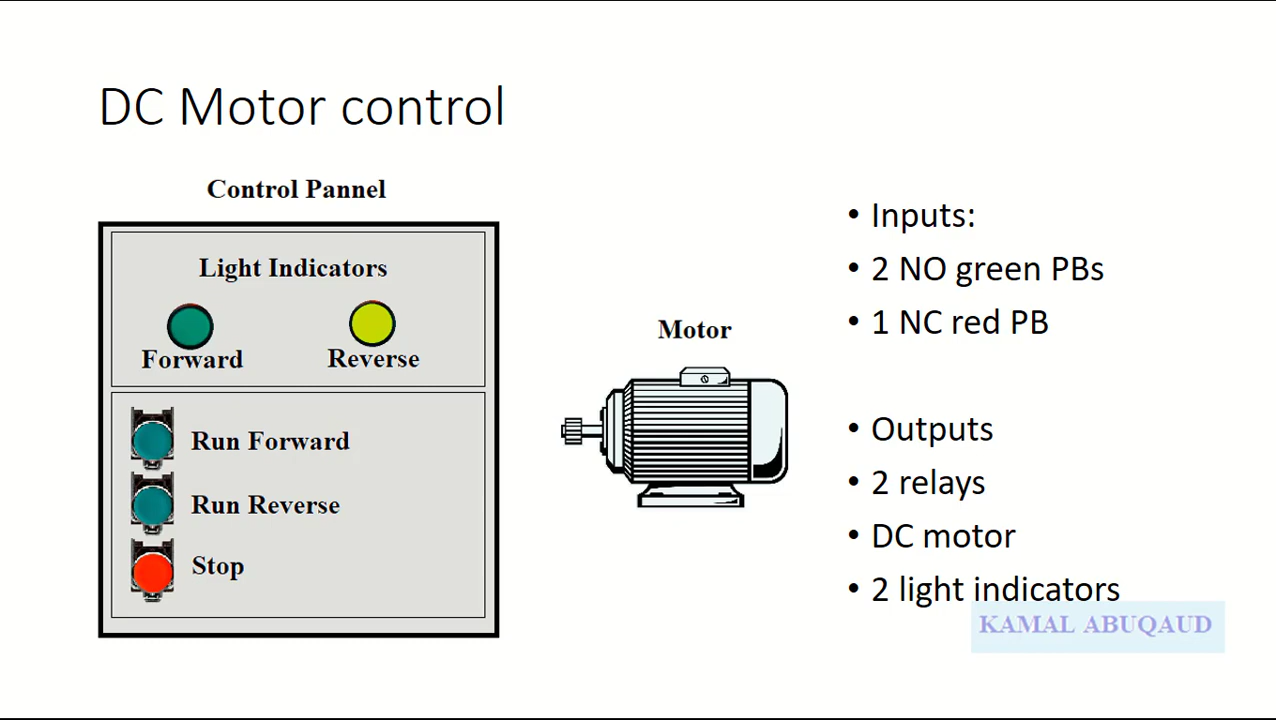 DC Motor control
Control Pannel
Light Indicators
Forward
Reverse
Run Forward
Run Reverse
Stop
Motor
• Inputs:
• 2 NO green PBs
• 1 NC red PB
• Outputs
• 2 relays
• DC motor
• 2 light indicators
KAMAL ABUQAUD